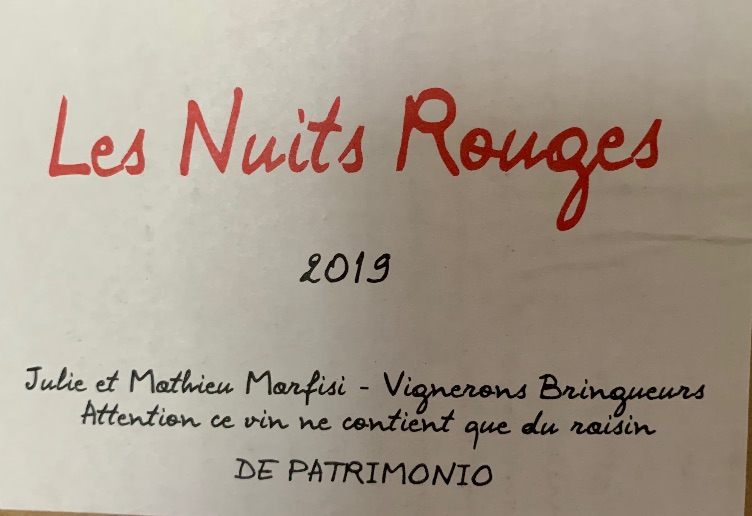 Les Nuits Rouges
2019
Julie et Mathieu Marfisi - Vignerons Bringueurs
Attention ce vin ne contient que du raisin
DE PATRIMONIO